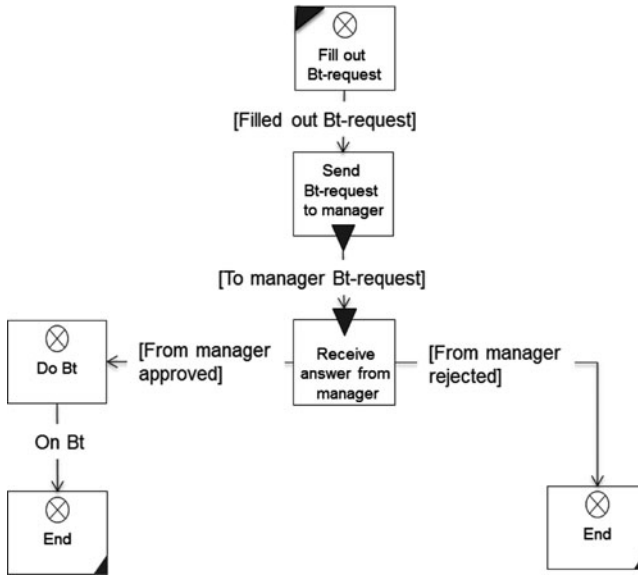 Fill out
Bt-request
[Filled out Bt-request]
Send
Bt-request
to manager
[To manager Bt-request]
Do Bt
[From manager
approved]
Receive
answer from
manager
[From manager
rejected]
On Bt
End
End